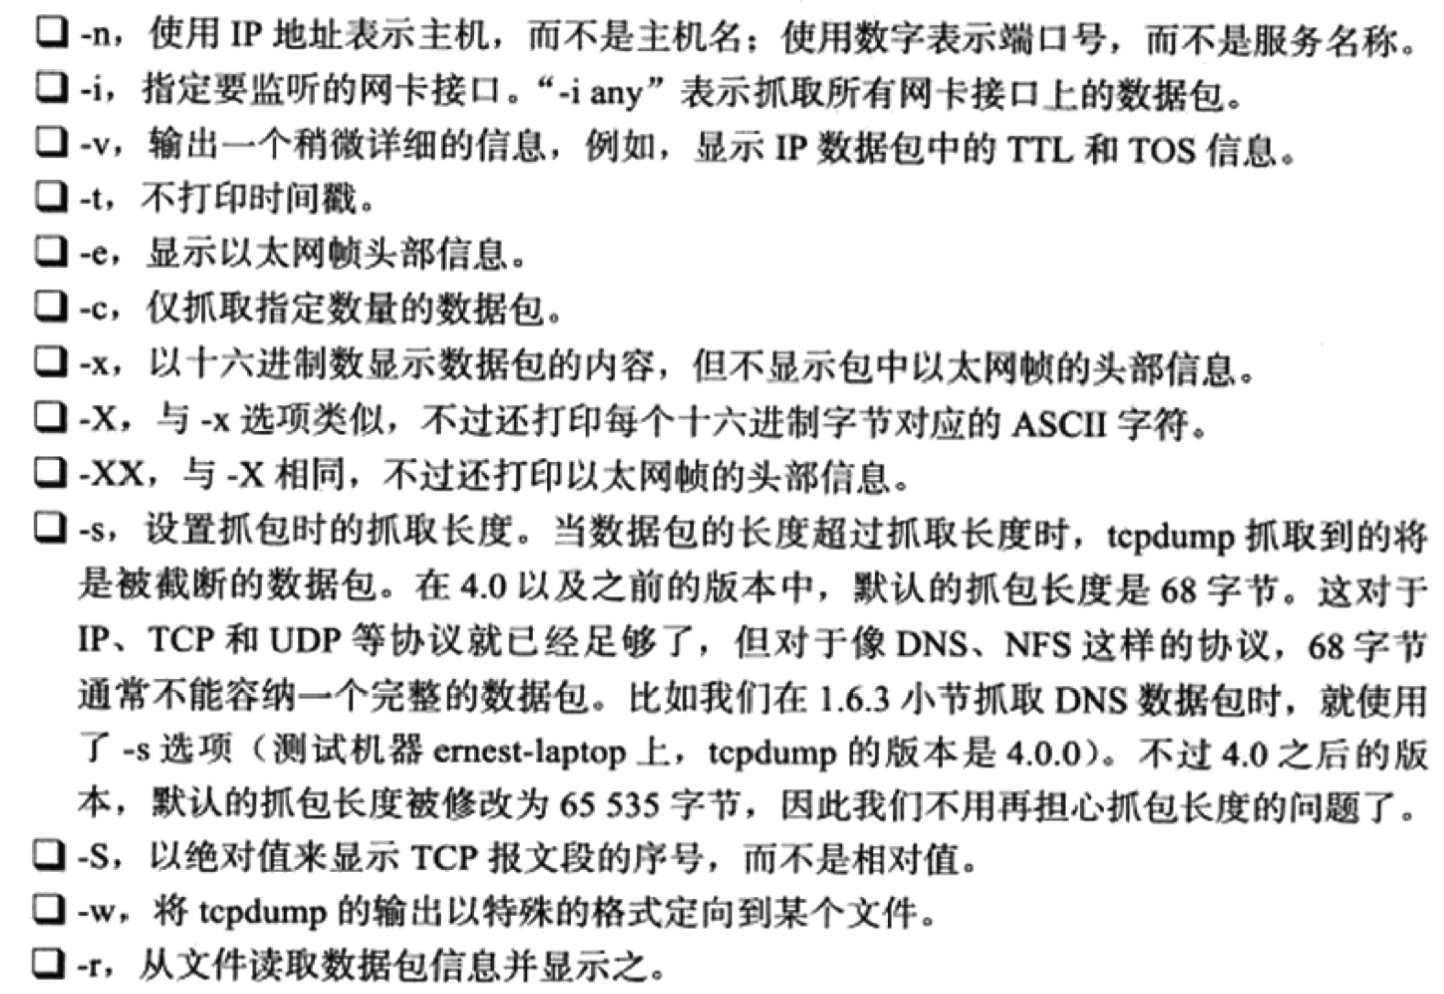 ❑ -n，使用 IP 地址表示主机，而不是主机名；使用数字表示端口号，而不是服务名称。
❑ -i，指定要监听的网卡接口。“-i any”表示抓取所有网卡接口上的数据包。
❑ -v，输出一个稍微详细的信息，例如，显示 IP 数据包中的 TTL 和 TOS 信息。
❑ -t，不打印时间戳。
❑ -e，显示以太网帧头部信息。
❑ -c，仅抓取指定数量的数据包。
❑ -x，以十六进制数显示数据包的内容，但不显示包中以太网帧的头部信息。
❑ -X，与 -x 选项类似，不过还打印每个十六进制字节对应的 ASCII 字符。
❑ -XX，与 -X 相同，不过还打印以太网帧的头部信息。
❑ -s，设置抓包时的抓取长度。当数据包的长度超过抓取长度时，tcpdump 抓取到的将
是被截断的数据包。在 4.0 以及之前的版本中，默认的抓包长度是 68 字节。这对于
IP、TCP 和 UDP 等协议就已经足够了，但对于像 DNS、NFS 这样的协议，68 字节
通常不能容纳一个完整的数据包。比如我们在 1.6.3 小节抓取 DNS 数据包时，就使用
了 -s 选项（测试机器 ernest-laptop 上，tcpdump 的版本是 4.0.0）。不过 4.0 之后的版
本，默认的抓包长度被修改为 65 535 字节，因此我们不用再担心抓包长度的问题了。
❑ -S，以绝对值来显示 TCP 报文段的序号，而不是相对值。
❑ -w，将 tcpdump 的输出以特殊的格式定向到某个文件。
❑ -r，从文件读取数据包信息并显示之。